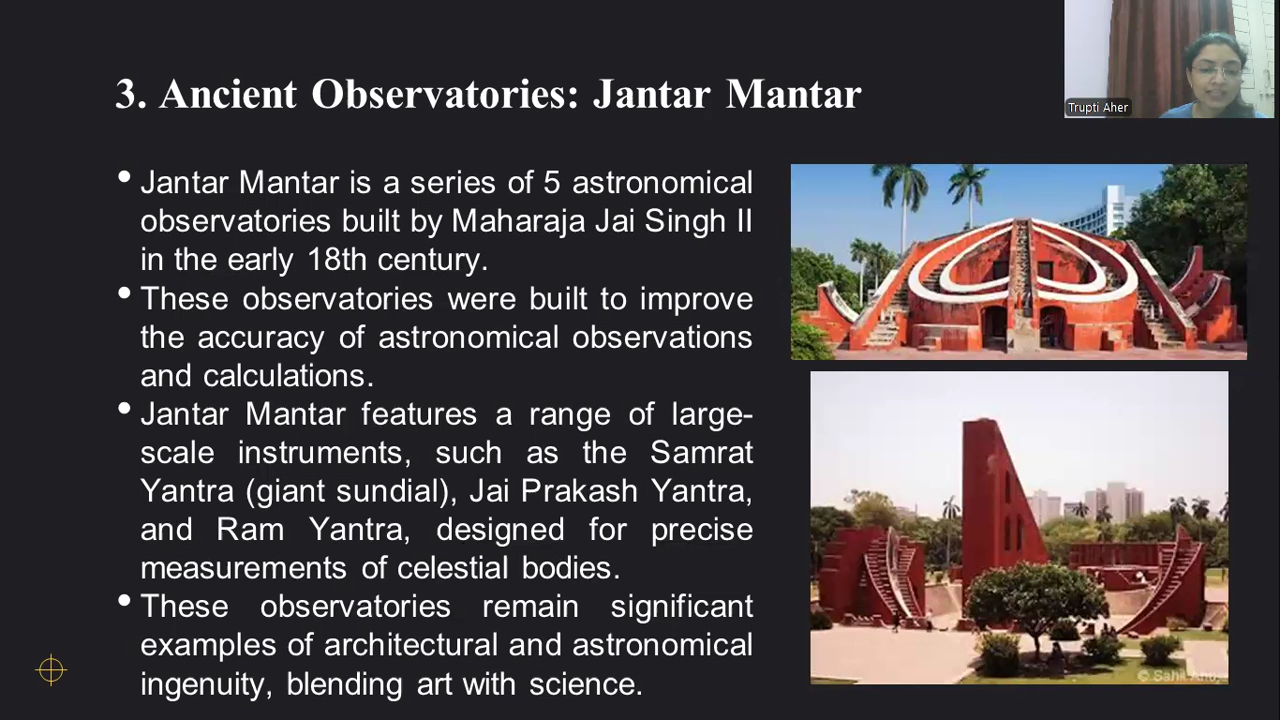 3. Ancient Observatories: Jantar Mantar
Trupti Aher
• Jantar Mantar is a series of 5 astronomical
observatories built by Maharaja Jai Singh II
in the early 18th century.
• These observatories were built to improve
the accuracy of astronomical observations
and calculations.
• Jantar Mantar features a range of large-
scale instruments, such as the Samrat
Yantra (giant sundial), Jai Prakash Yantra,
and Ram Yantra, designed for precise
measurements of celestial bodies.
• These observatories remain significant
examples of architectural and astronomical
ingenuity, blending art with science.
© Sahil